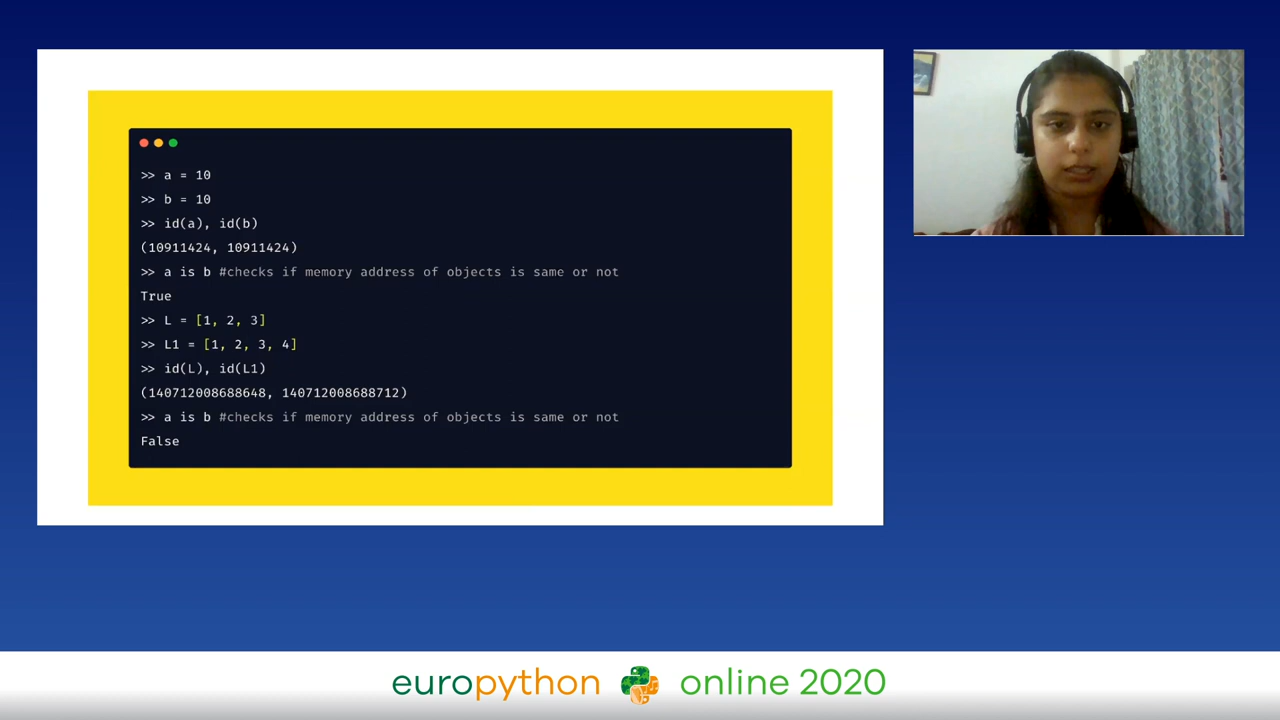 >> a = 10
>> b = 10
>> id(a), id(b)
(10911424, 10911424)
>> a is b #checks if memory address of objects is same or not
True
>> L = [1, 2, 3]
>> L1 = [1, 2, 3, 4]
>> id(L), id(L1)
(140712008688648, 140712008688712)
>> a is b #checks if memory address of objects is same or not
False
europython online 2020